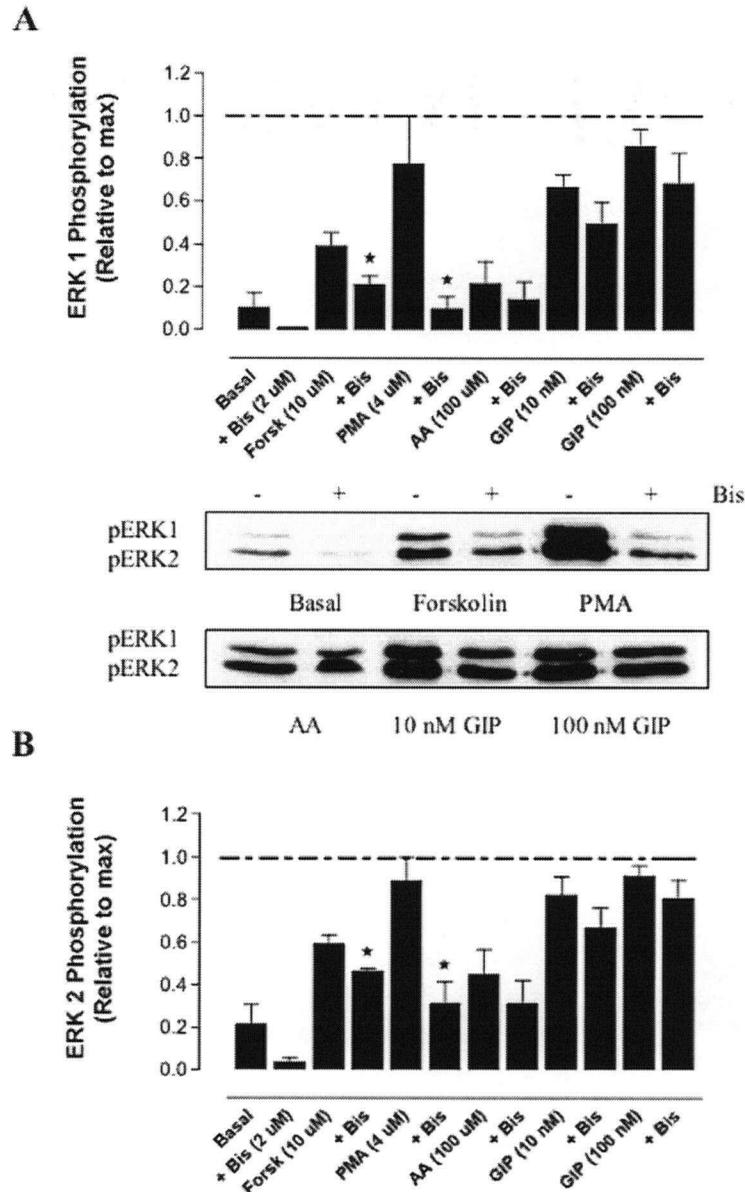 A
ERK 1 Phosphorylation
(Relative to max)
1.2
1.0
0.8
0.6
0.4
0.2
0.0
Basal
+ Bis (2 uM)
Forsk (10 uM)
+ Bis
PMA (4 uM)
+ Bis
AA (100 uM)
+ Bis
GIP (10 nM)
+ Bis
GIP (100 nM)
+ Bis
- + - + - + Bis
pERK1
pERK2
Basal Forskolin PMA
pERK1
pERK2
AA 10 nM GIP 100 nM GIP
B
ERK 2 Phosphorylation
(Relative to max)
1.2
1.0
0.8
0.6
0.4
0.2
0.0
Basal
+ Bis (2 uM)
Forsk (10 uM)
+ Bis
PMA (4 uM)
+ Bis
AA (100 uM)
+ Bis
GIP (10 nM)
+ Bis
GIP (100 nM)
+ Bis